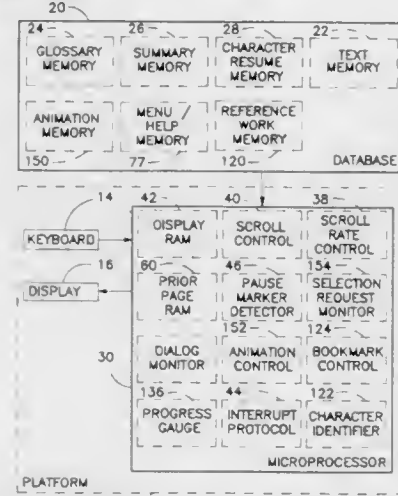 20
24 26 28 22
GLOSSARY MEMORY
SUMMARY MEMORY
CHARACTER RESUME MEMORY
TEXT MEMORY
ANIMATION MEMORY
MENU / HELP MEMORY
REFERENCE WORK MEMORY
150 77 120 DATABASE
14 42 40 38
KEYBOARD
DISPLAY RAM
SCROLL CONTROL
SCROLL RATE CONTROL
16 60 46 154
DISPLAY
PRIOR PAGE RAM
PAUSE MARKER DETECTOR
SELECTION REQUEST MONITOR
152 124
30
DIALOG MONITOR
ANIMATION CONTROL
BOOKMARK CONTROL
136 44 122
PROGRESS GAUGE
INTERRUPT PROTOCOL
CHARACTER IDENTIFIER
MICROPROCESSOR
PLATFORM